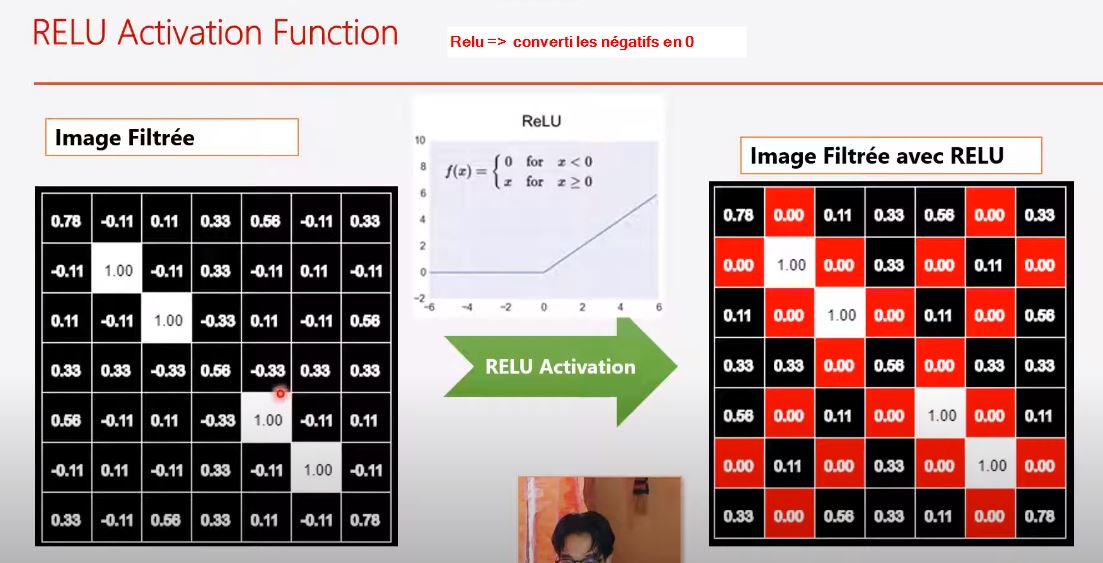 RELU Activation Function
Relu => converti les négatifs en 0
Image Filtrée
ReLU
10
8
6
4
2
0
−2
−6 −4 −2 0 2 4 6
f(x) = { 0 for x < 0
x for x ≥ 0
Image Filtrée avec RELU
0.78 -0.11 0.11 0.33 0.56 -0.11 0.33
-0.11 1.00 -0.11 0.33 -0.11 0.11 -0.11
0.11 -0.11 1.00 -0.33 0.11 -0.11 0.56
0.33 0.33 -0.33 0.56 -0.33 0.33 0.33
0.56 -0.11 0.11 -0.33 1.00 -0.11 0.11
-0.11 0.11 -0.11 0.33 -0.11 1.00 -0.11
0.33 -0.11 0.56 0.33 0.11 -0.11 0.78
RELU Activation
0.78 0.00 0.11 0.33 0.56 0.00 0.33
0.00 1.00 0.00 0.33 0.00 0.11 0.00
0.11 0.00 1.00 0.00 0.11 0.00 0.56
0.33 0.33 0.00 0.56 0.00 0.33 0.33
0.56 0.00 0.11 0.00 1.00 0.00 0.11
0.00 0.11 0.00 0.33 0.00 1.00 0.00
0.33 0.00 0.56 0.33 0.11 0.00 0.78